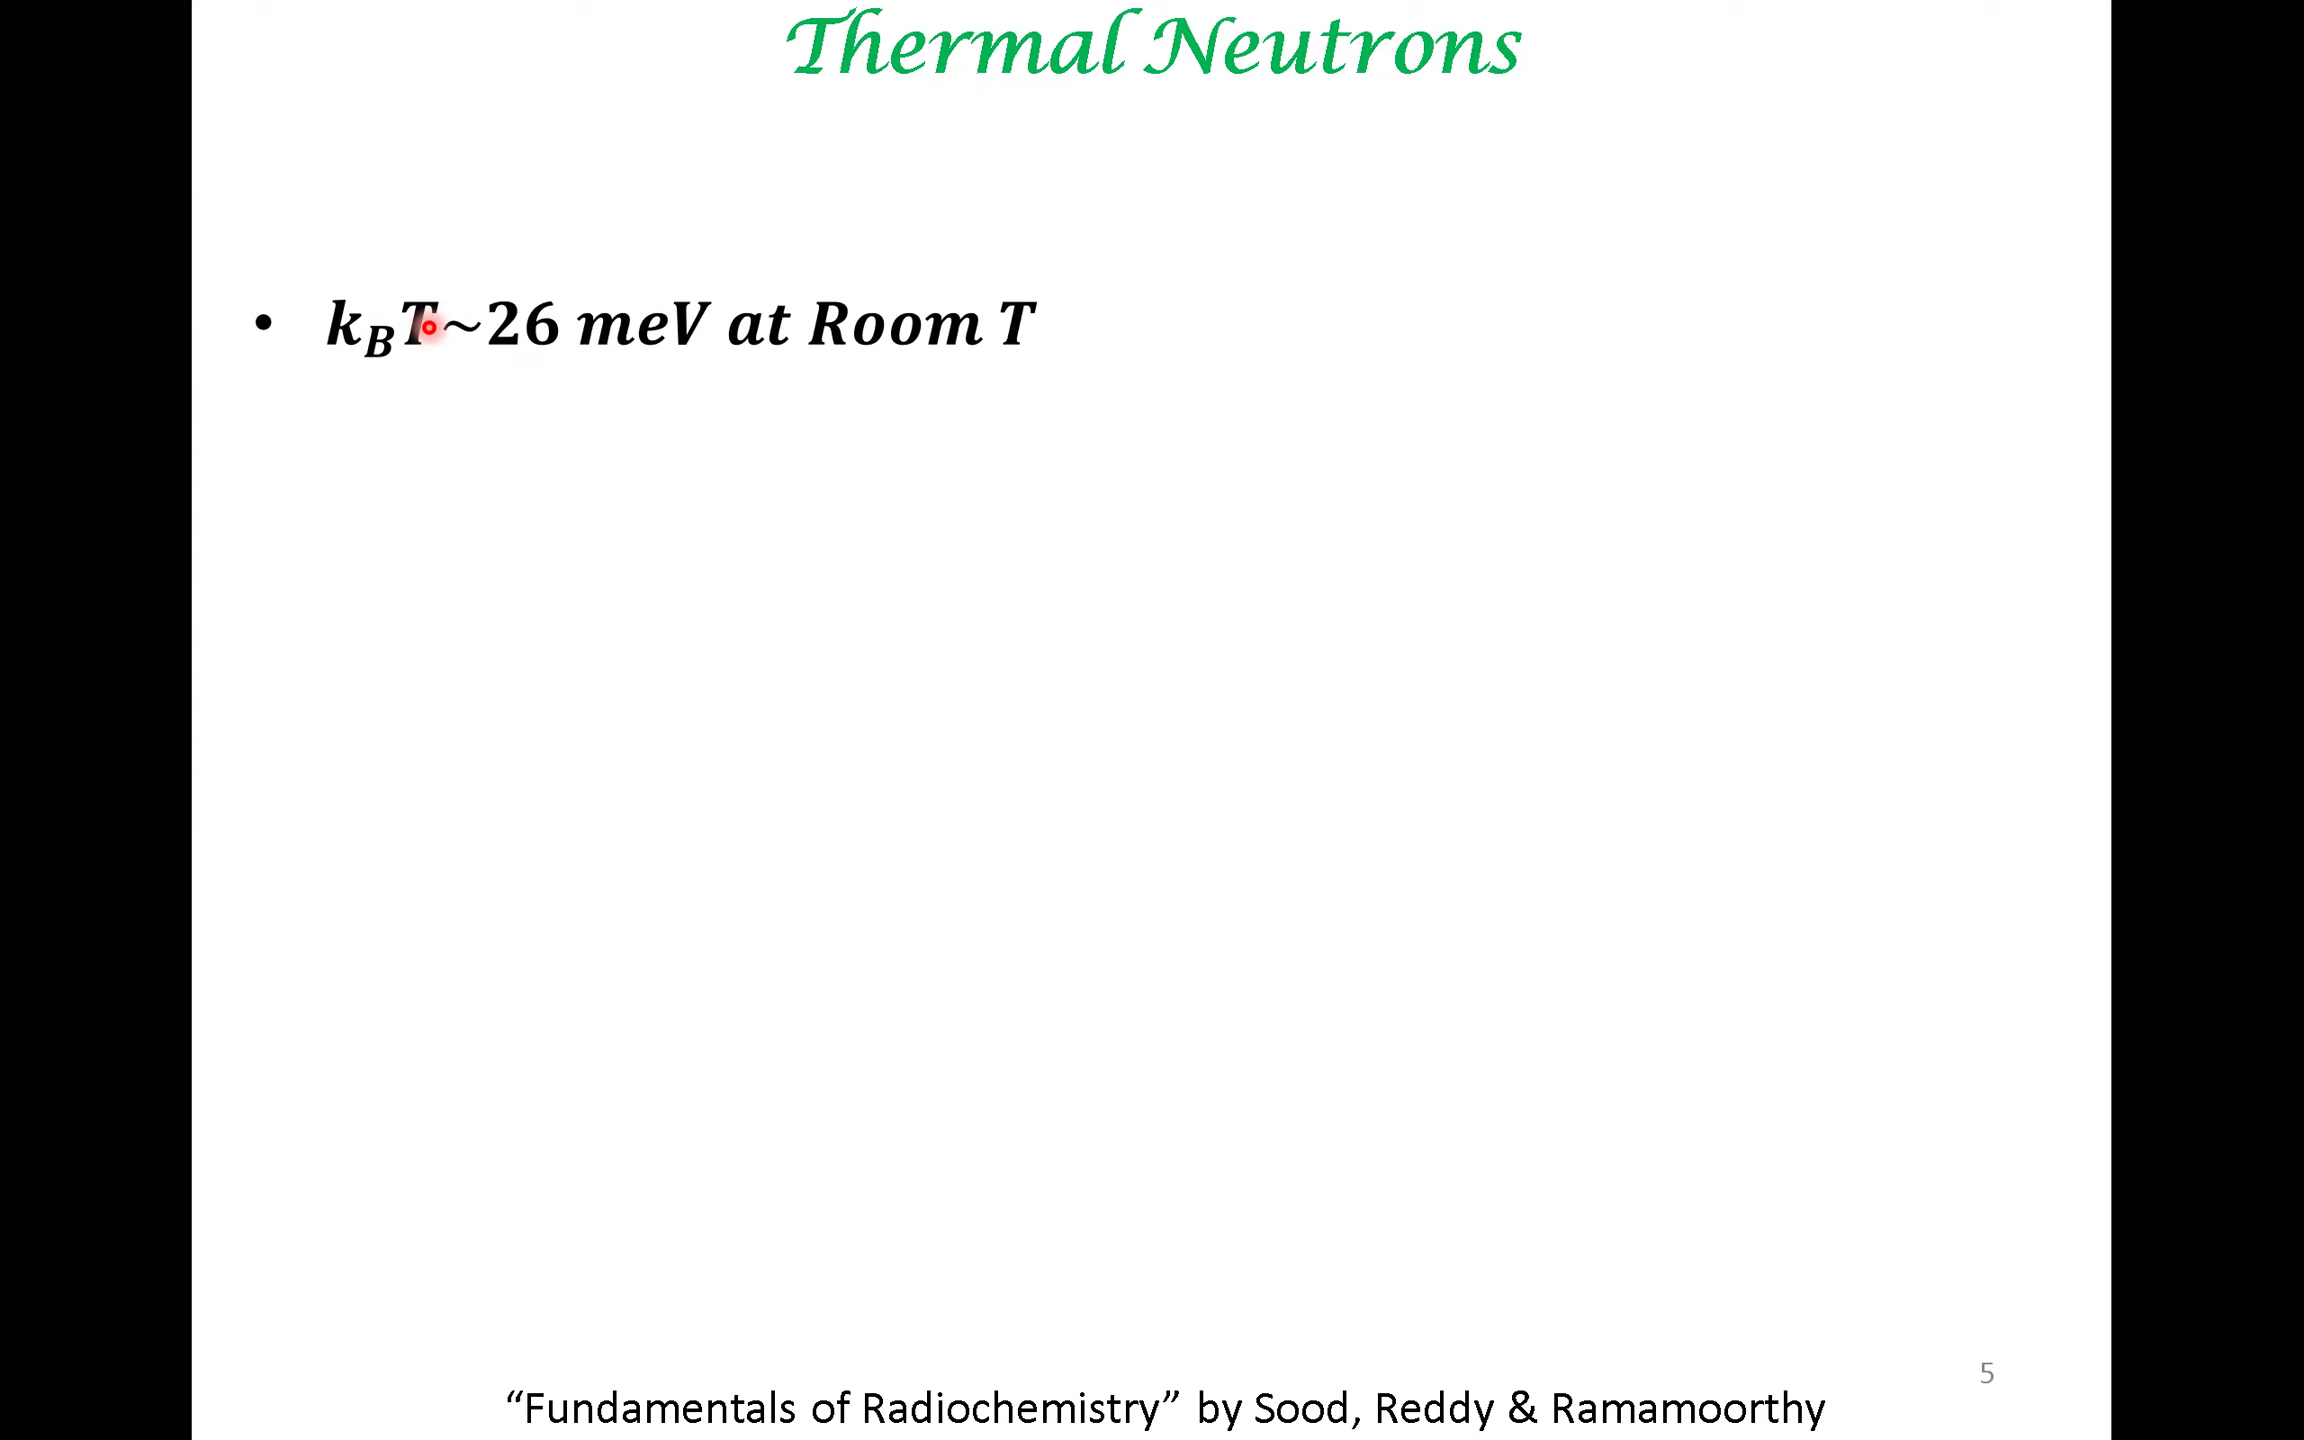 Thermal Neutrons
• k_B T~26 meV at Room T
5
“Fundamentals of Radiochemistry” by Sood, Reddy & Ramamoorthy